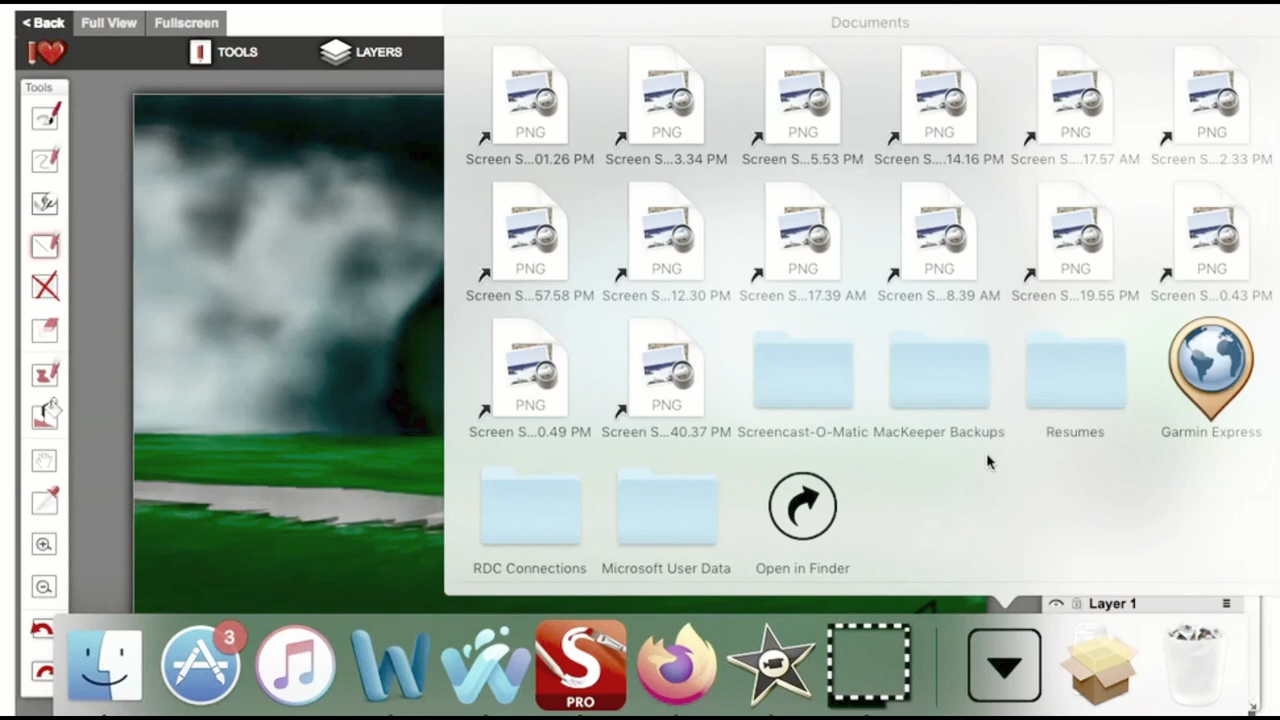 < Back Full View Fullscreen
Documents
TOOLS LAYERS
Tools
PNG PNG PNG PNG PNG PNG
Screen S...01.26 PM Screen S...3.34 PM Screen S...5.53 PM Screen S....14.16 PM Screen S....17.57 AM Screen S...2.33 PM
PNG PNG PNG PNG PNG PNG
Screen S...57.58 PM Screen S...12.30 PM Screen S...17.39 AM Screen S...8.39 AM Screen S...19.55 PM Screen S...0.43 PM
PNG PNG
Screen S...0.49 PM Screen S...40.37 PM Screencast-O-Matic MacKeeper Backups Resumes Garmin Express
RDC Connections Microsoft User Data Open in Finder
Layer 1
3
PRO